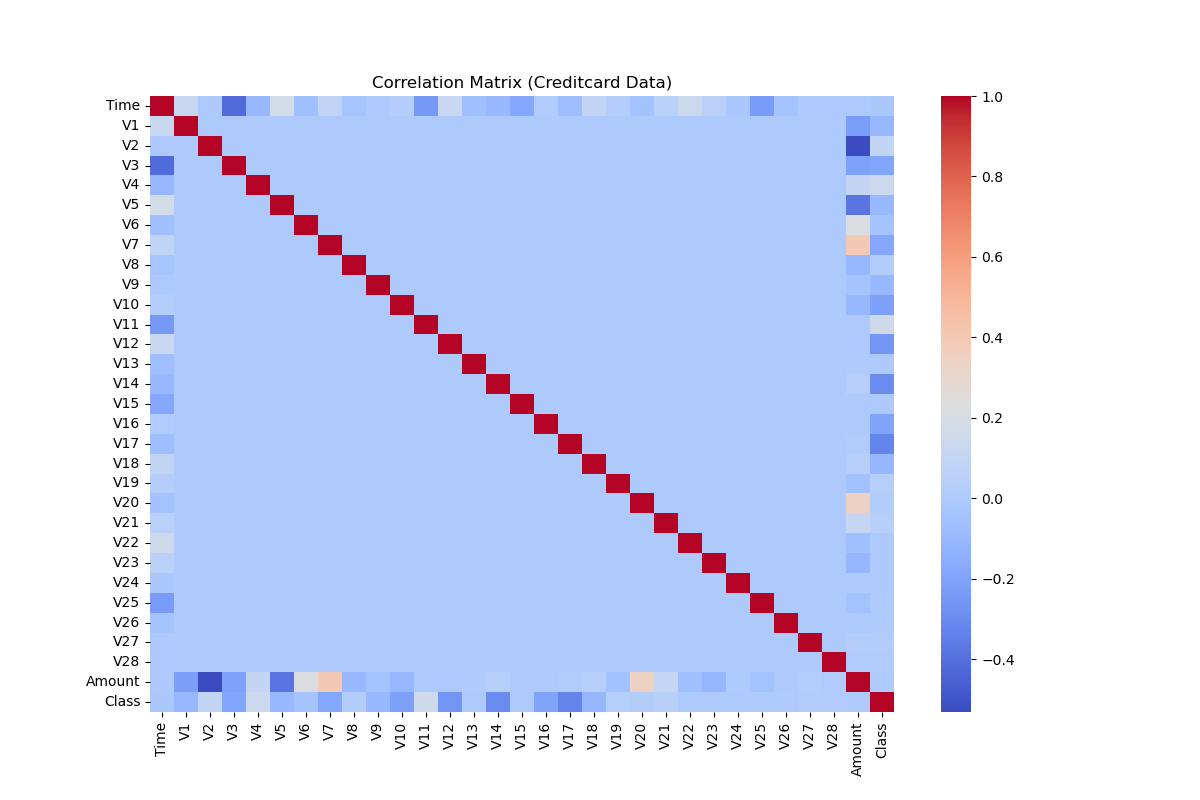 Correlation Matrix (Creditcard Data)
Time
V1
V2
V3
V4
V5
V6
V7
V8
V9
V10
V11
V12
V13
V14
V15
V16
V17
V18
V19
V20
V21
V22
V23
V24
V25
V26
V27
V28
Amount
Class
Time
V1
V2
V3
V4
V5
V6
V7
V8
V9
V10
V11
V12
V13
V14
V15
V16
V17
V18
V19
V20
V21
V22
V23
V24
V25
V26
V27
V28
Amount
Class
1.0
0.8
0.6
0.4
0.2
0.0
−0.2
−0.4